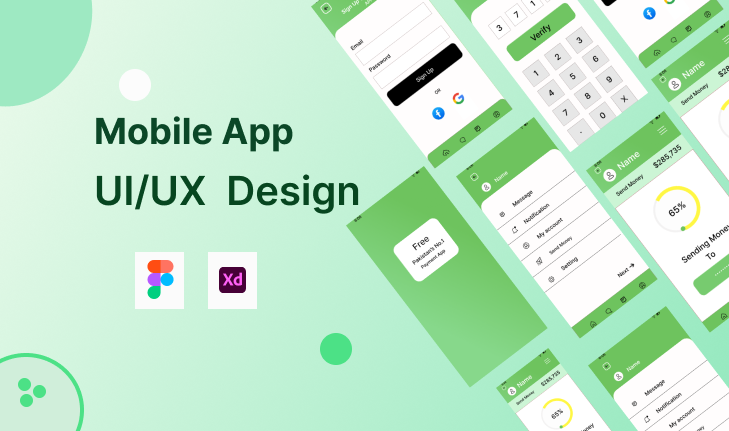 Mobile App
UI/UX Design
Xd
Sign Up
Email
Password
Sign Up
OR
3 7 1
Verify
1 2 3
4 5 6
7 8 9
. 0 X
Name
Send Money
Name
Send Money $285,735
65%
Sending Money
To
Name
Message
Notification
My account
Send Money
Setting
Next
Free
Pakistan's No.1
Payment App
Name
Send Money $285,735
65%
Name
Message
Notification
My account